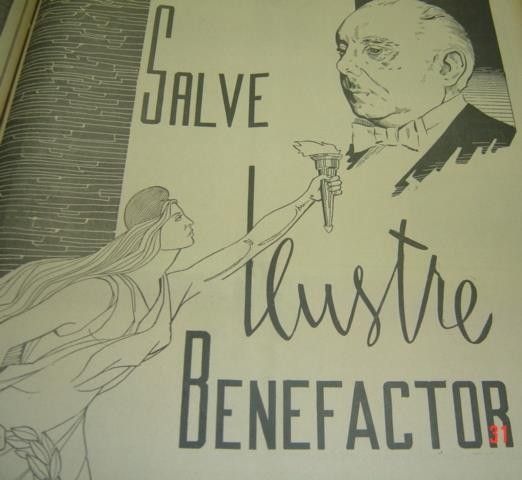 SALVE
Ilustre
BENEFACTOR
31